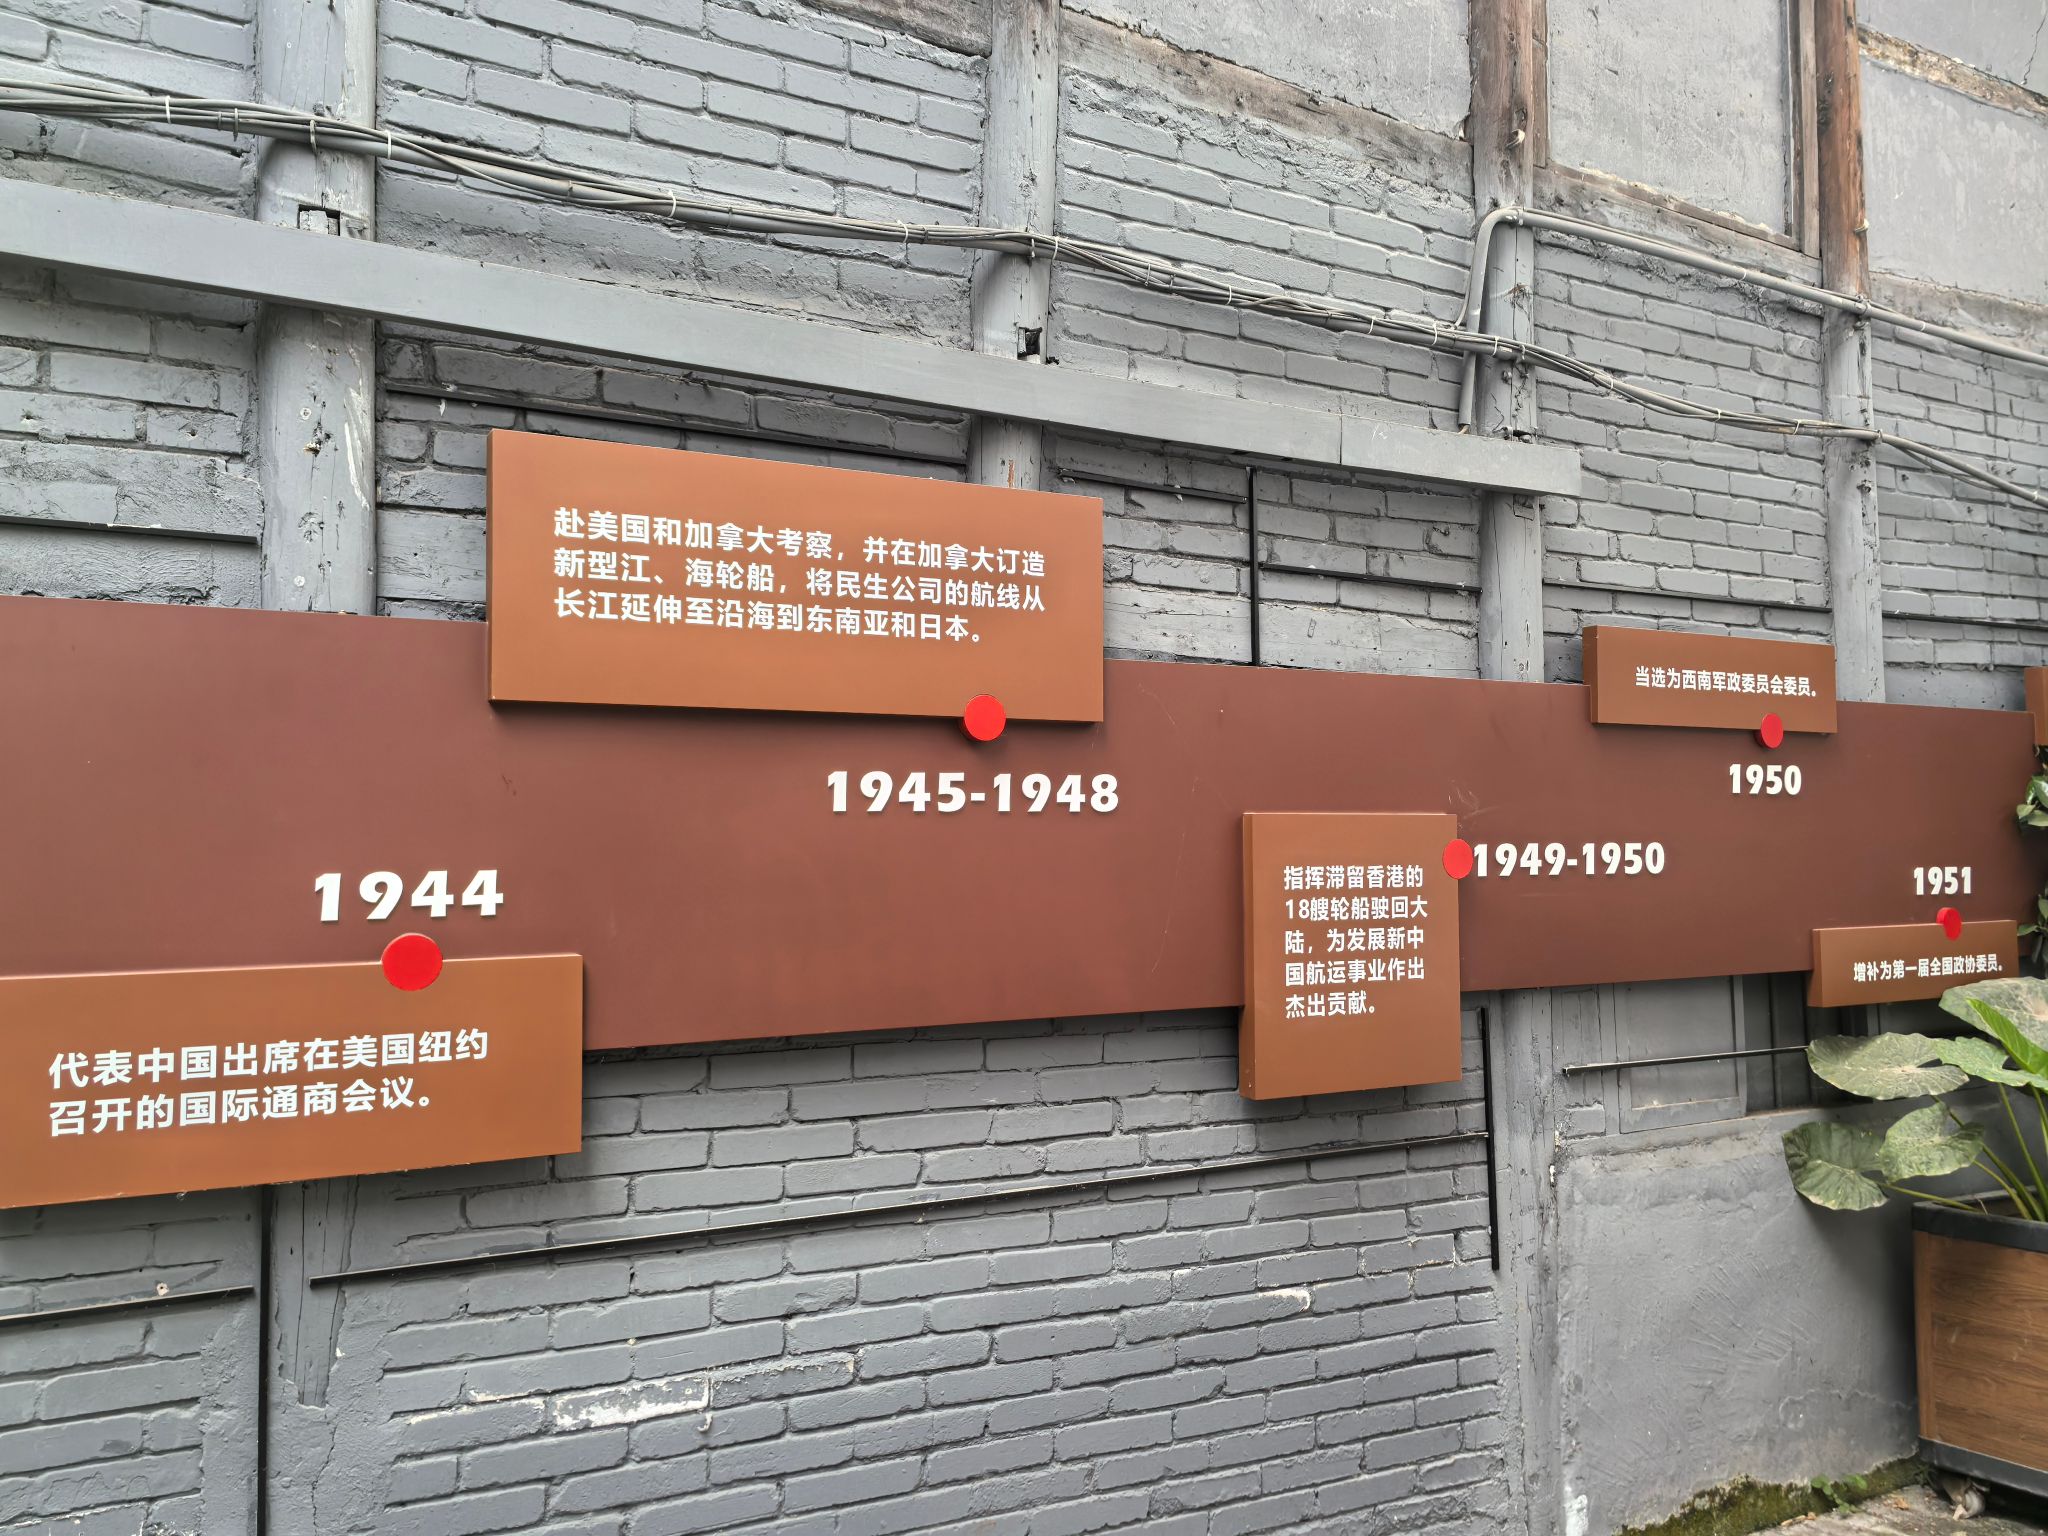 1944
代表中国出席在美国纽约
召开的国际通商会议。
赴美国和加拿大考察，并在加拿大订造
新型江、海轮船，将民生公司的航线从
长江延伸至沿海到东南亚和日本。
1945-1948
1949-1950
指挥滞留香港的
18艘轮船驶回大
陆，为发展新中
国航运事业作出
杰出贡献。
当选为西南军政委员会委员。
1950
1951
增补为第一届全国政协委员。